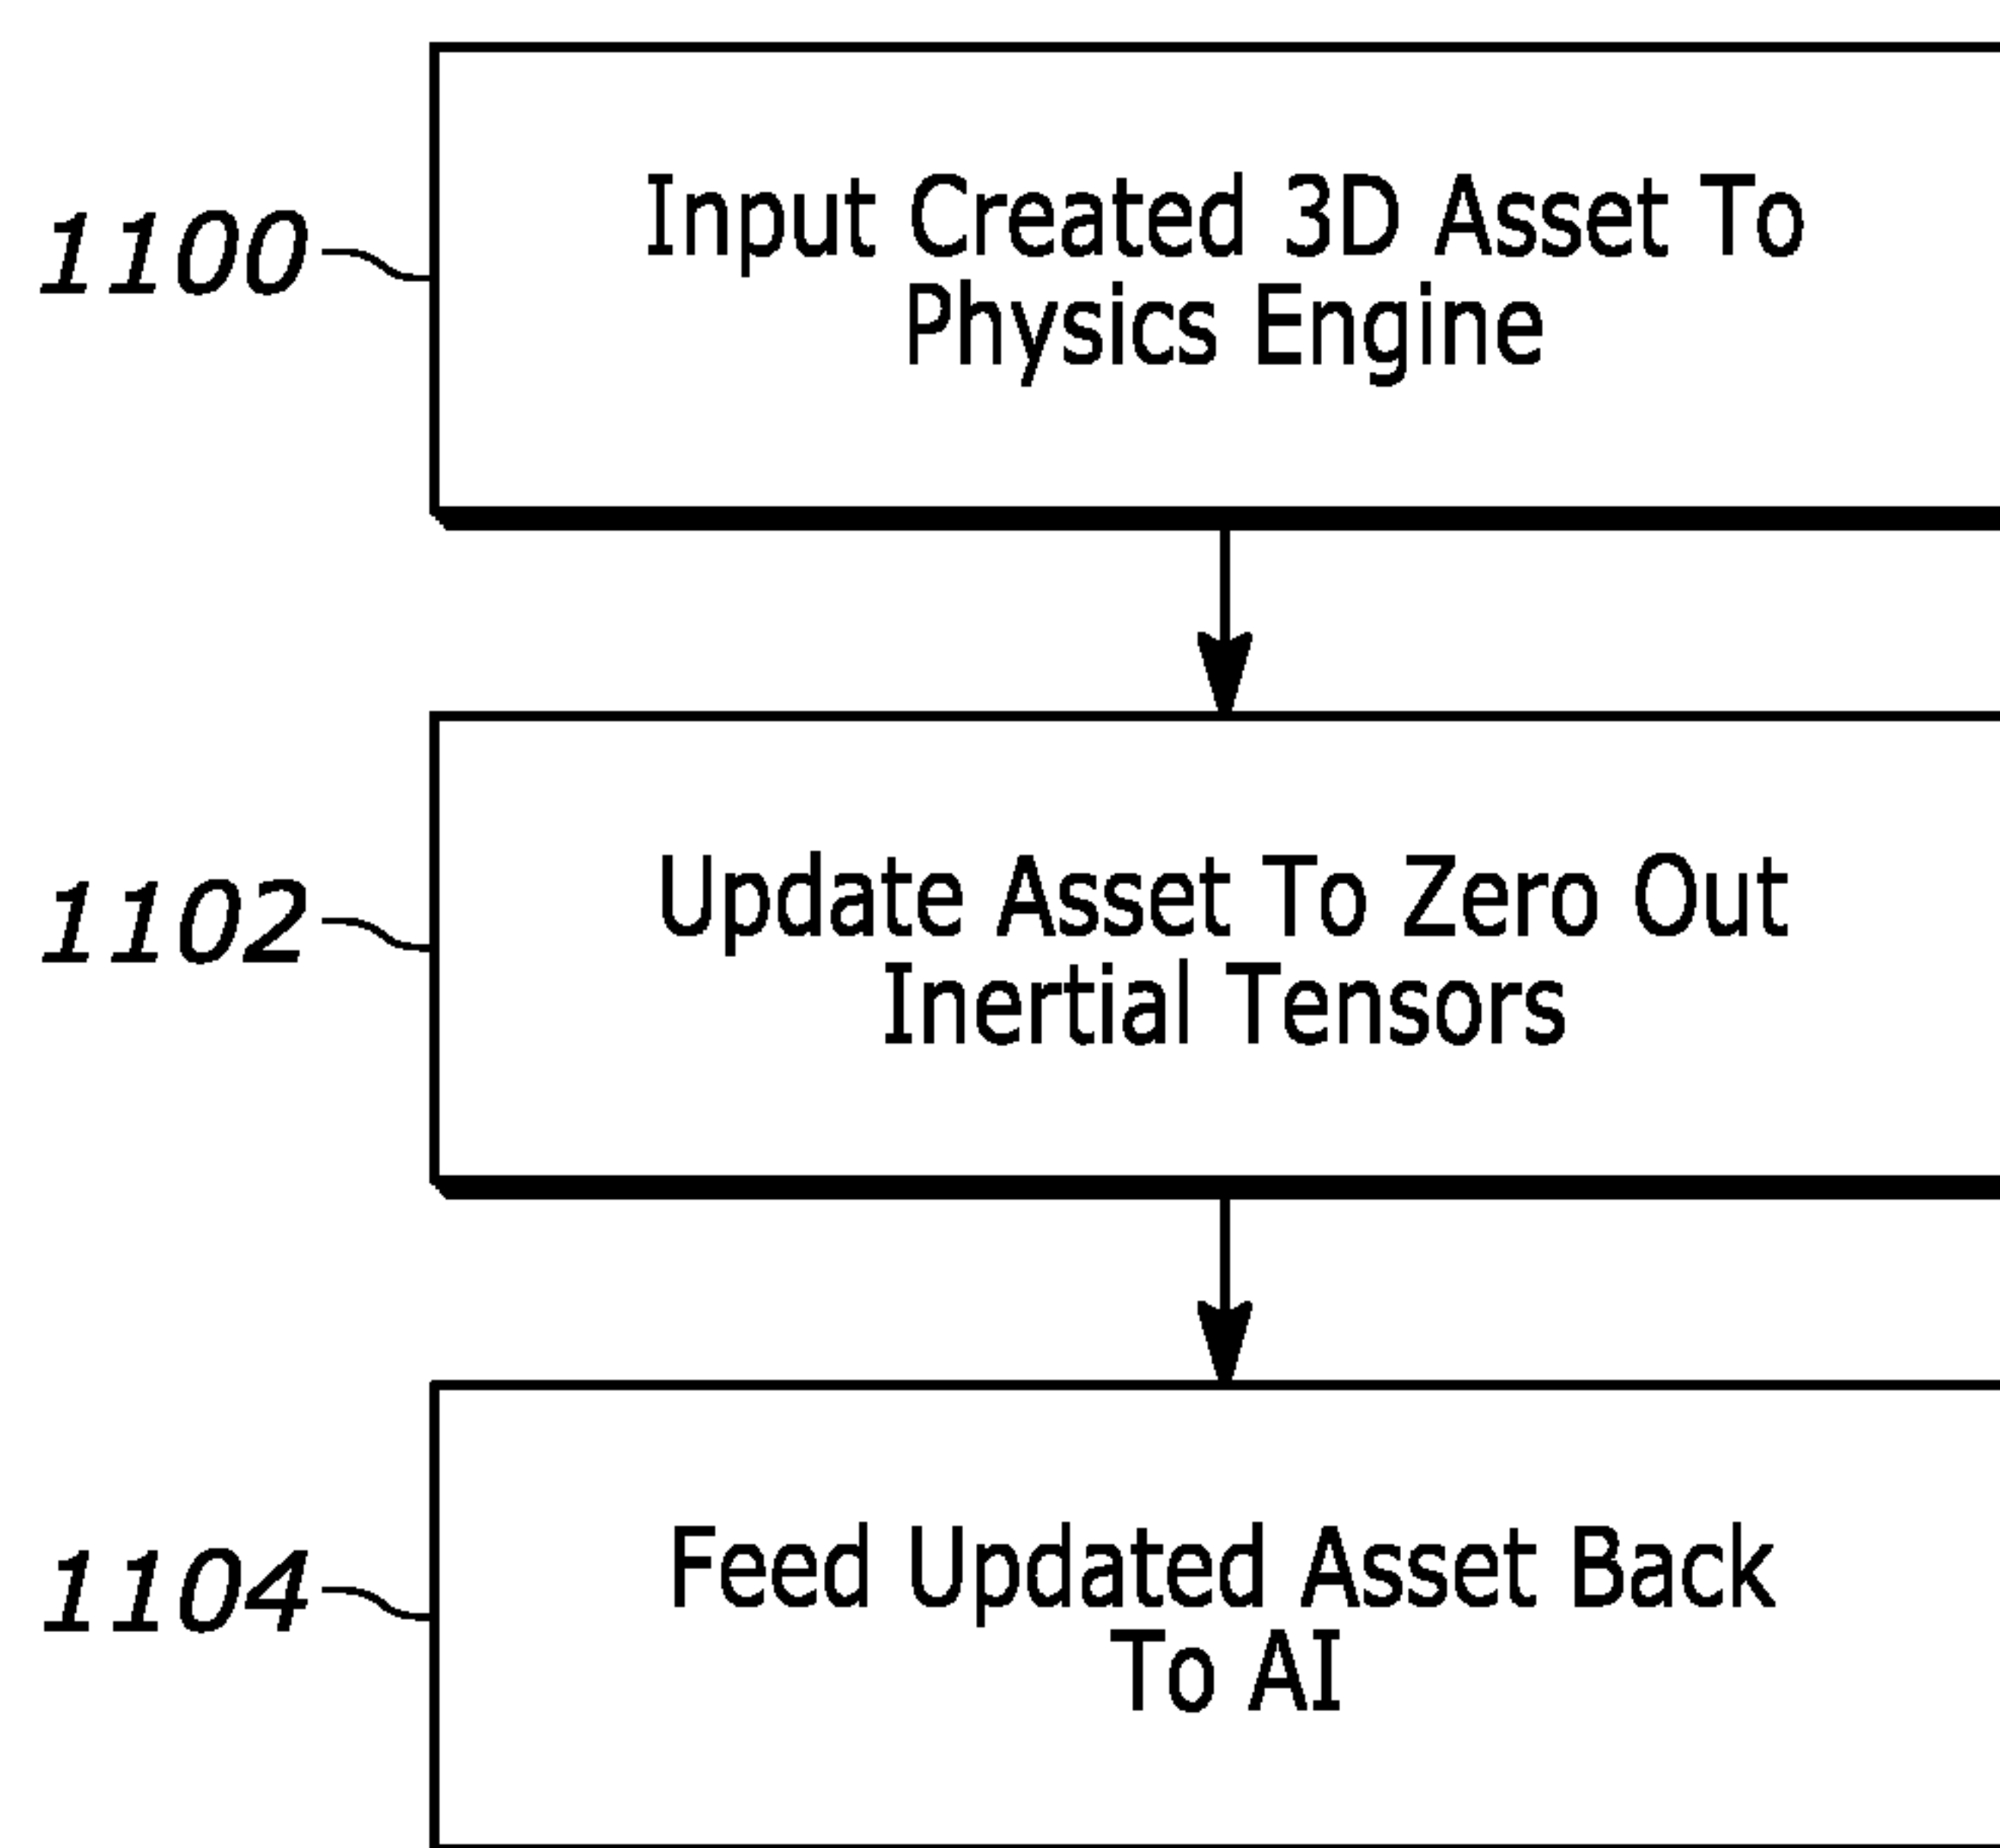 1100
Input Created 3D Asset To
Physics Engine
1102
Update Asset To Zero Out
Inertial Tensors
1104
Feed Updated Asset Back
To AI